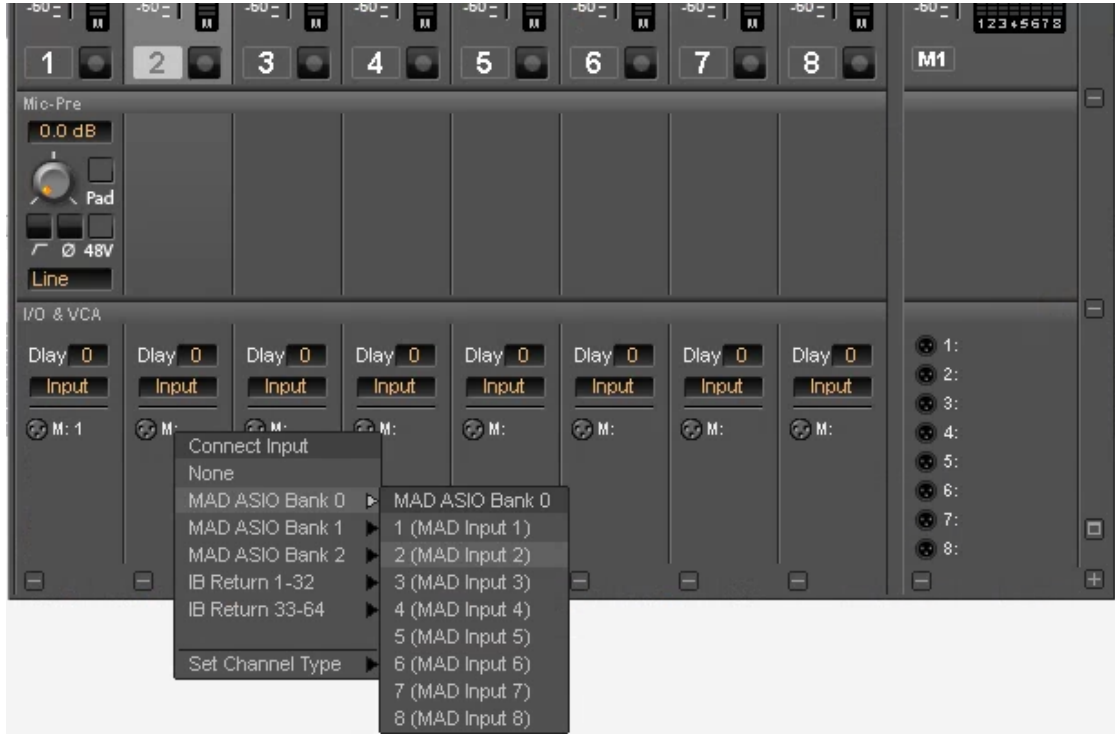 -60 -60 -60 -60 -60 -60 -60 -60 -60
M M M M M M M M 12345678
1 2 3 4 5 6 7 8 M1
Mic-Pre
0.0 dB
Pad
Ø 48V
Line
I/O & VCA
Dlay 0 Dlay 0 Dlay 0 Dlay 0 Dlay 0 Dlay 0 Dlay 0 Dlay 0
Input Input Input Input Input Input Input Input
M: 1 M: M: M: M: M: M: M:
1:
2:
3:
4:
5:
6:
7:
8:
Connect Input
None
MAD ASIO Bank 0
MAD ASIO Bank 1
MAD ASIO Bank 2
IB Return 1-32
IB Return 33-64
Set Channel Type
MAD ASIO Bank 0
1 (MAD Input 1)
2 (MAD Input 2)
3 (MAD Input 3)
4 (MAD Input 4)
5 (MAD Input 5)
6 (MAD Input 6)
7 (MAD Input 7)
8 (MAD Input 8)